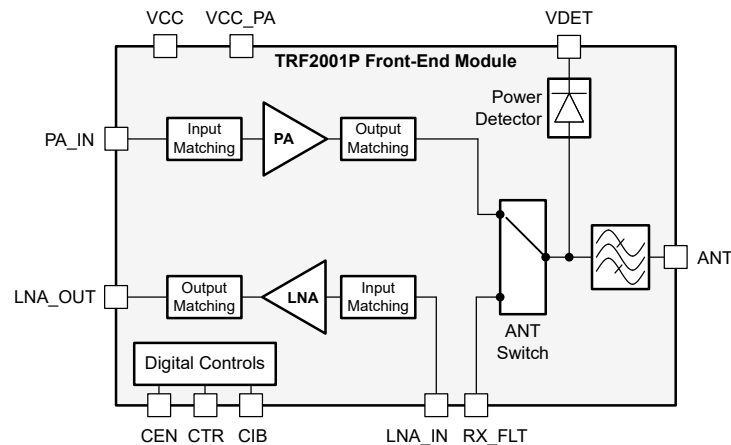 VCC
VCC_PA
VDET
TRF2001P Front-End Module
Power
Detector
PA_IN
Input
Matching
PA
Output
Matching
ANT
LNA_OUT
Output
Matching
LNA
Input
Matching
ANT
Switch
Digital Controls
CEN
CTR
CIB
LNA_IN
RX_FLT